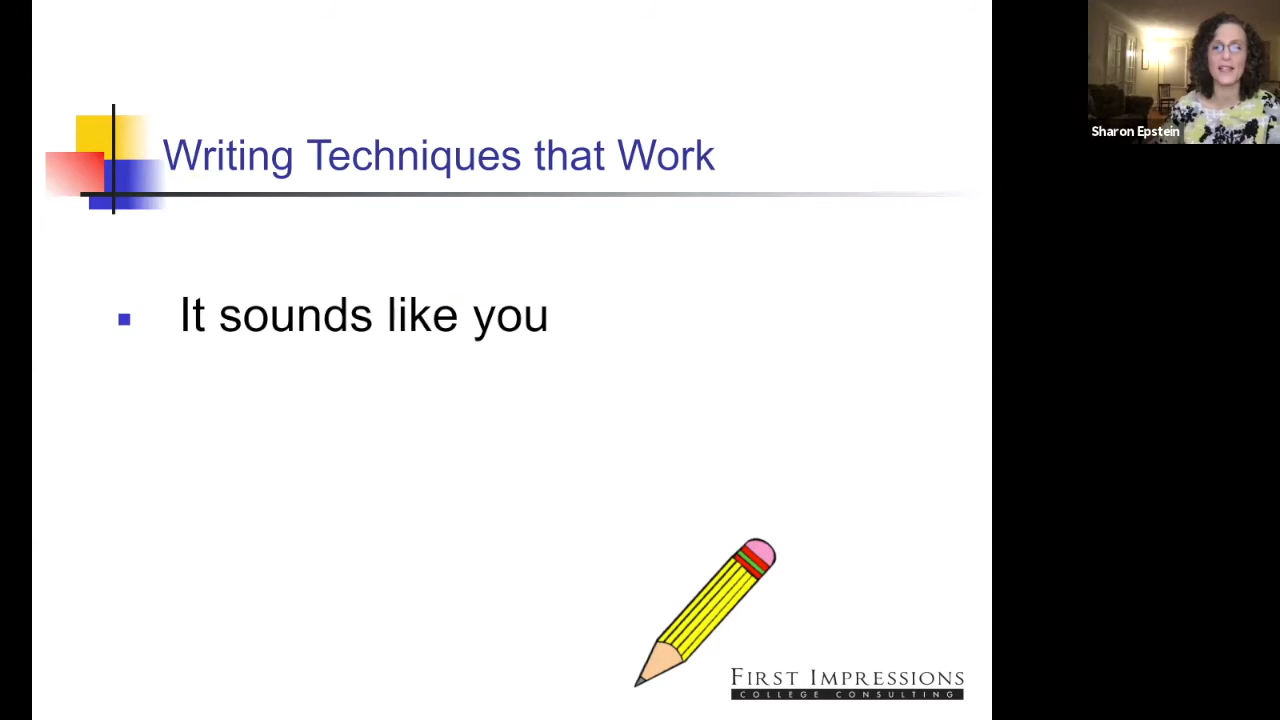 Writing Techniques that Work
It sounds like you
FIRST IMPRESSIONS
COLLEGE CONSULTING
Sharon Epstein